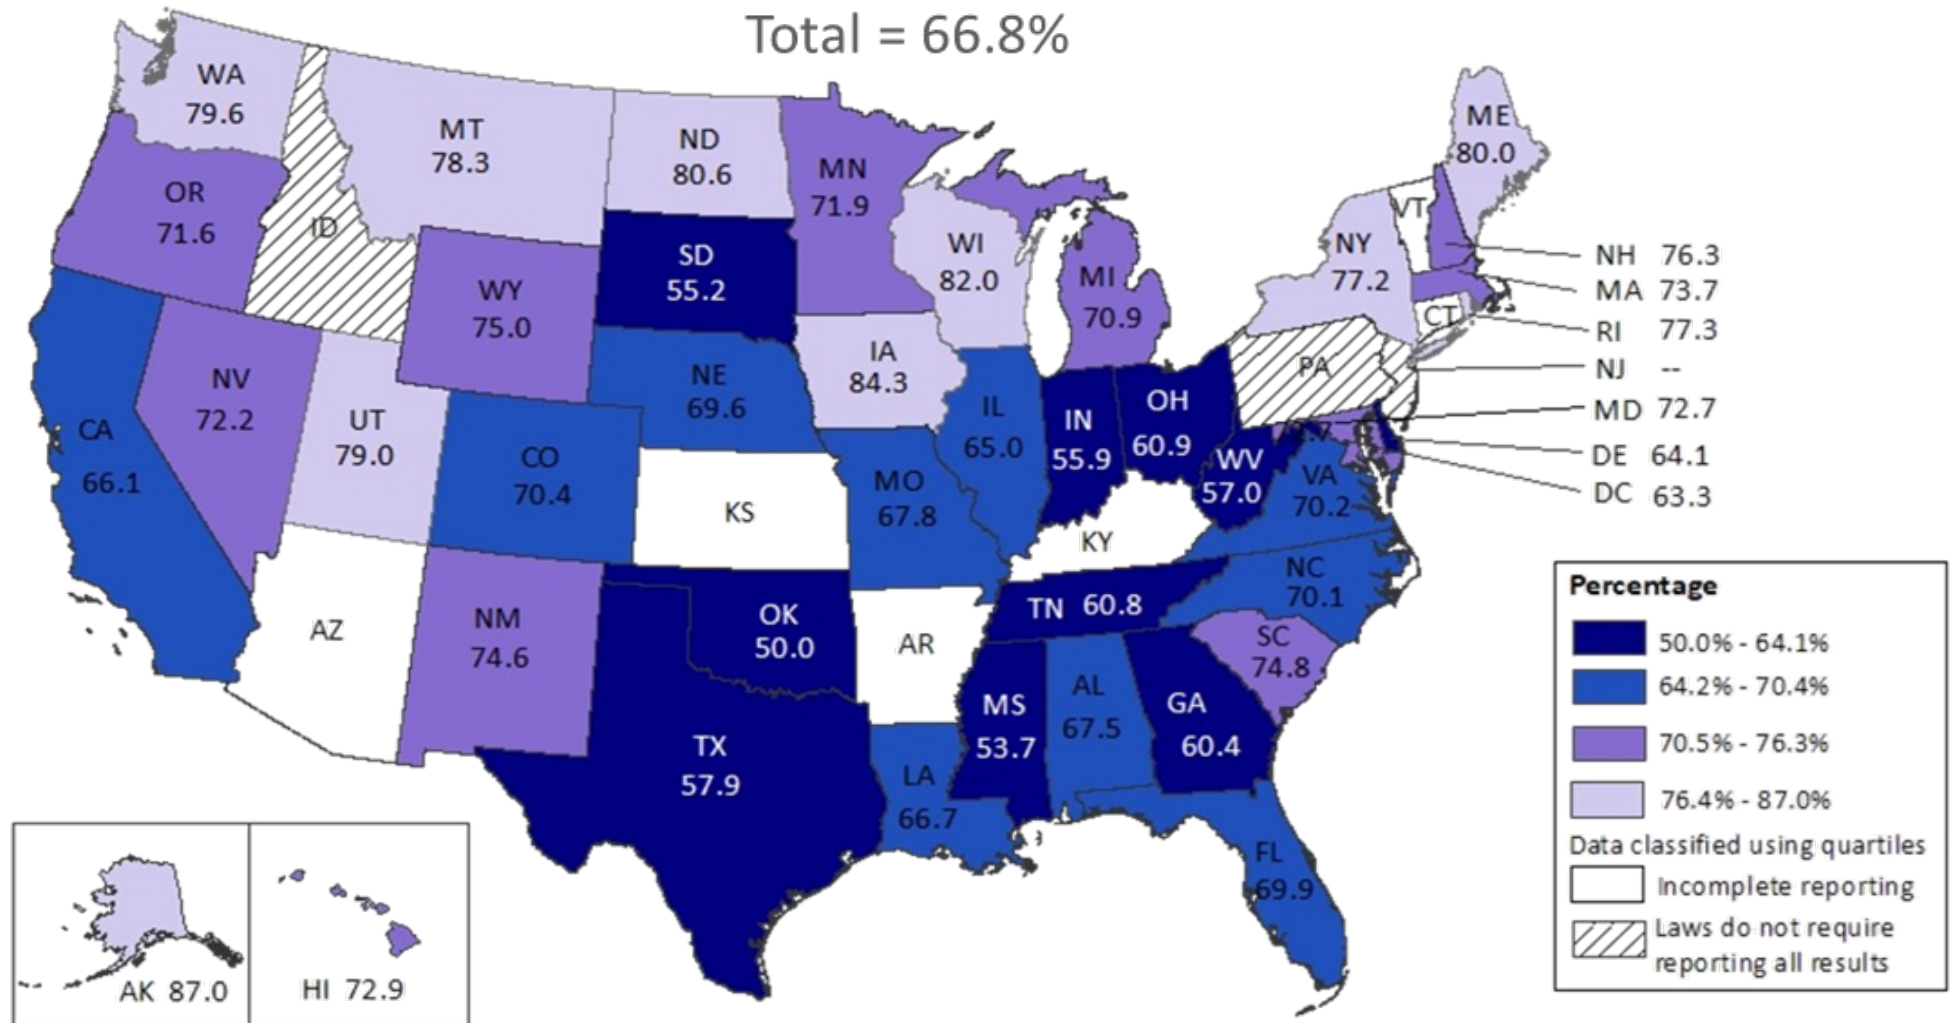 Total = 66.8%
WA
79.6
MT
78.3
ND
80.6
MN
71.9
ME
80.0
OR
71.6
ID
SD
55.2
WI
82.0
MI
70.9
NY
77.2
VT
NH 76.3
MA 73.7
RI 77.3
NJ --
MD 72.7
DE 64.1
DC 63.3
WY
75.0
CT
PA
NV
72.2
UT
79.0
NE
69.6
IA
84.3
IL
65.0
IN
55.9
OH
60.9
WV
57.0
VA
70.2
CA
66.1
CO
70.4
KS
MO
67.8
KY
NC
70.1
AZ
NM
74.6
OK
50.0
AR
TN 60.8
SC
74.8
MS
53.7
AL
67.5
GA
60.4
TX
57.9
LA
66.7
FL
69.9
AK 87.0
HI 72.9
Percentage
50.0% - 64.1%
64.2% - 70.4%
70.5% - 76.3%
76.4% - 87.0%
Data classified using quartiles
Incomplete reporting
Laws do not require
reporting all results